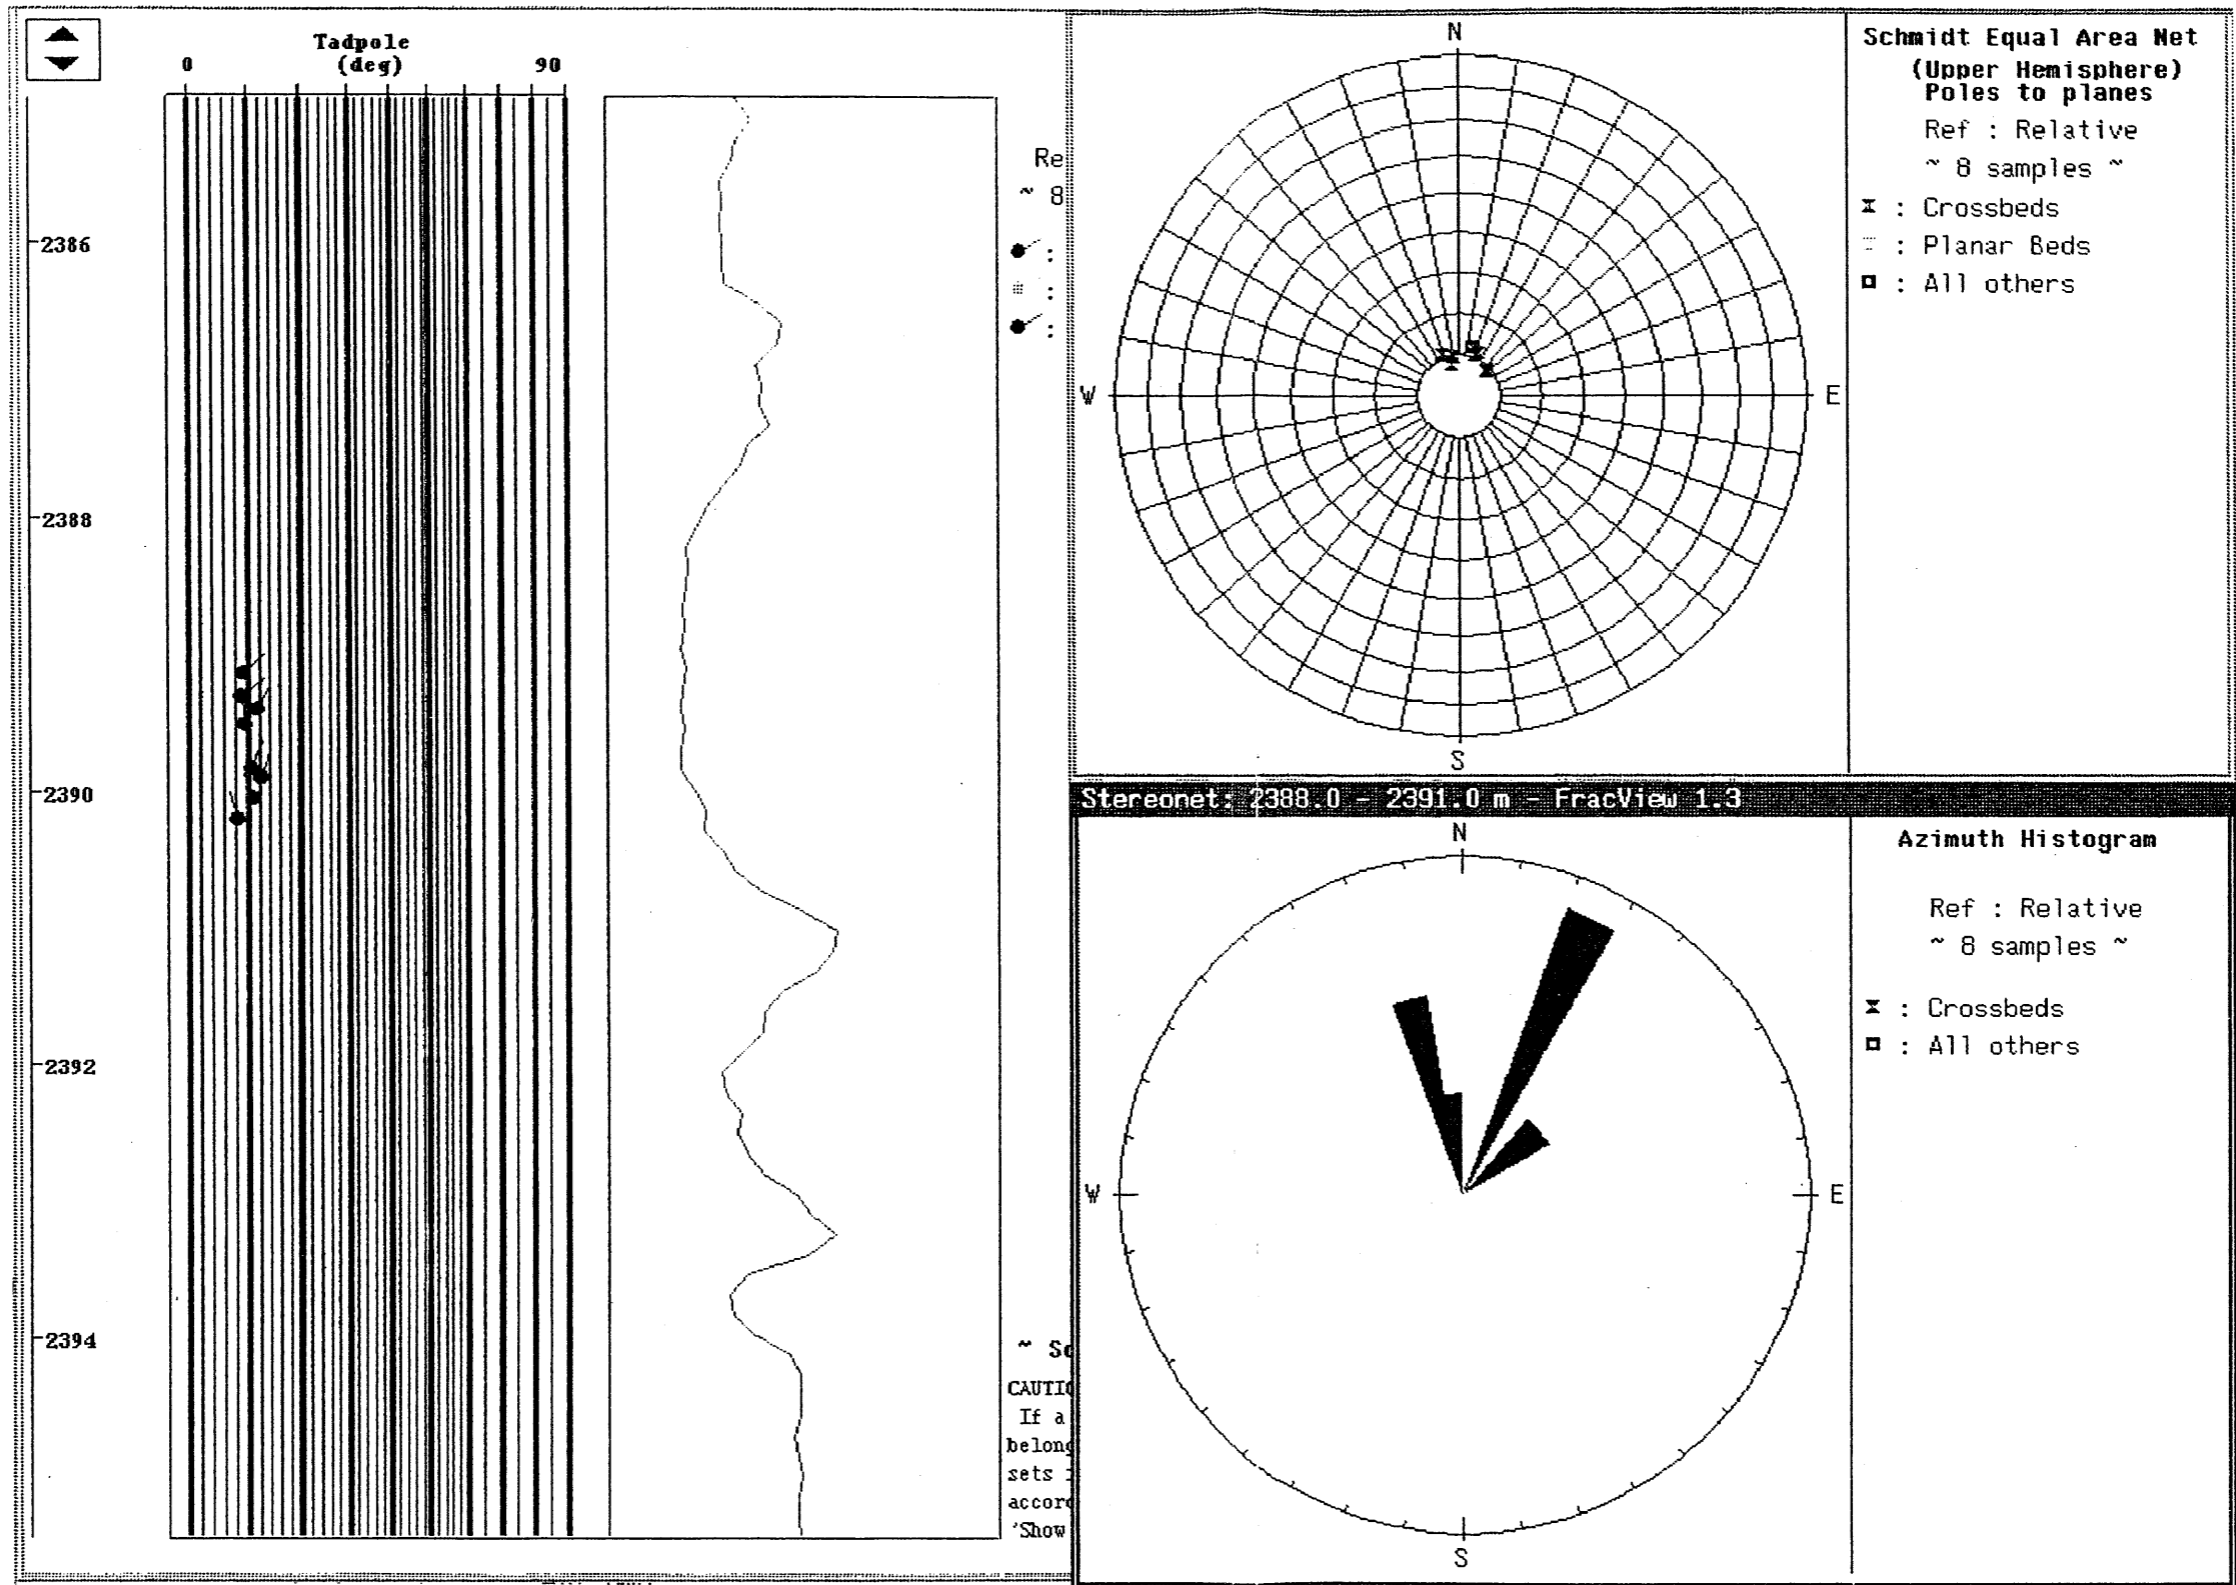 Tadpole
(deg)
0
90
2386
2388
2390
2392
2394
Re
~ 8
:
:
:
~ So
CAUTIO
If a
belong
sets
accord
'Show
N
W
E
S
Schmidt Equal Area Net
(Upper Hemisphere)
Poles to planes
Ref : Relative
~ 8 samples ~
: Crossbeds
: Planar Beds
: All others
Stereonet: 2388.0 - 2391.0 m - FracView 1.3
N
W
E
S
Azimuth Histogram
Ref : Relative
~ 8 samples ~
: Crossbeds
: All others